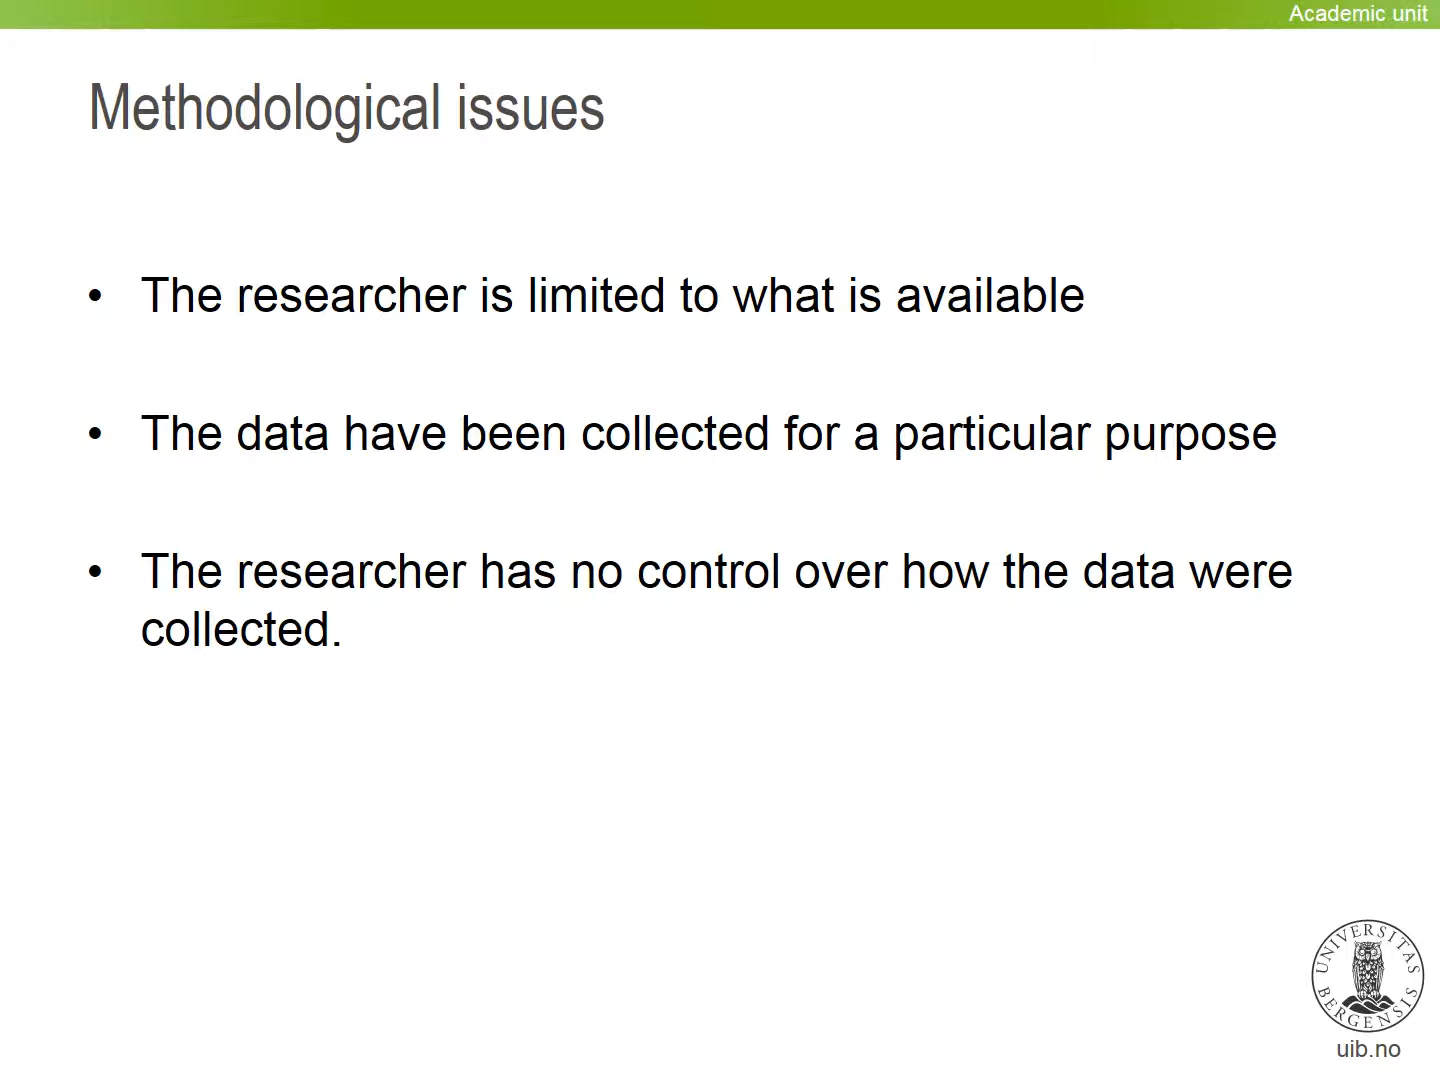 Academic unit
Methodological issues
• The researcher is limited to what is available
• The data have been collected for a particular purpose
• The researcher has no control over how the data were
collected.
UNIVERSITAS
BERGENSIS
uib.no